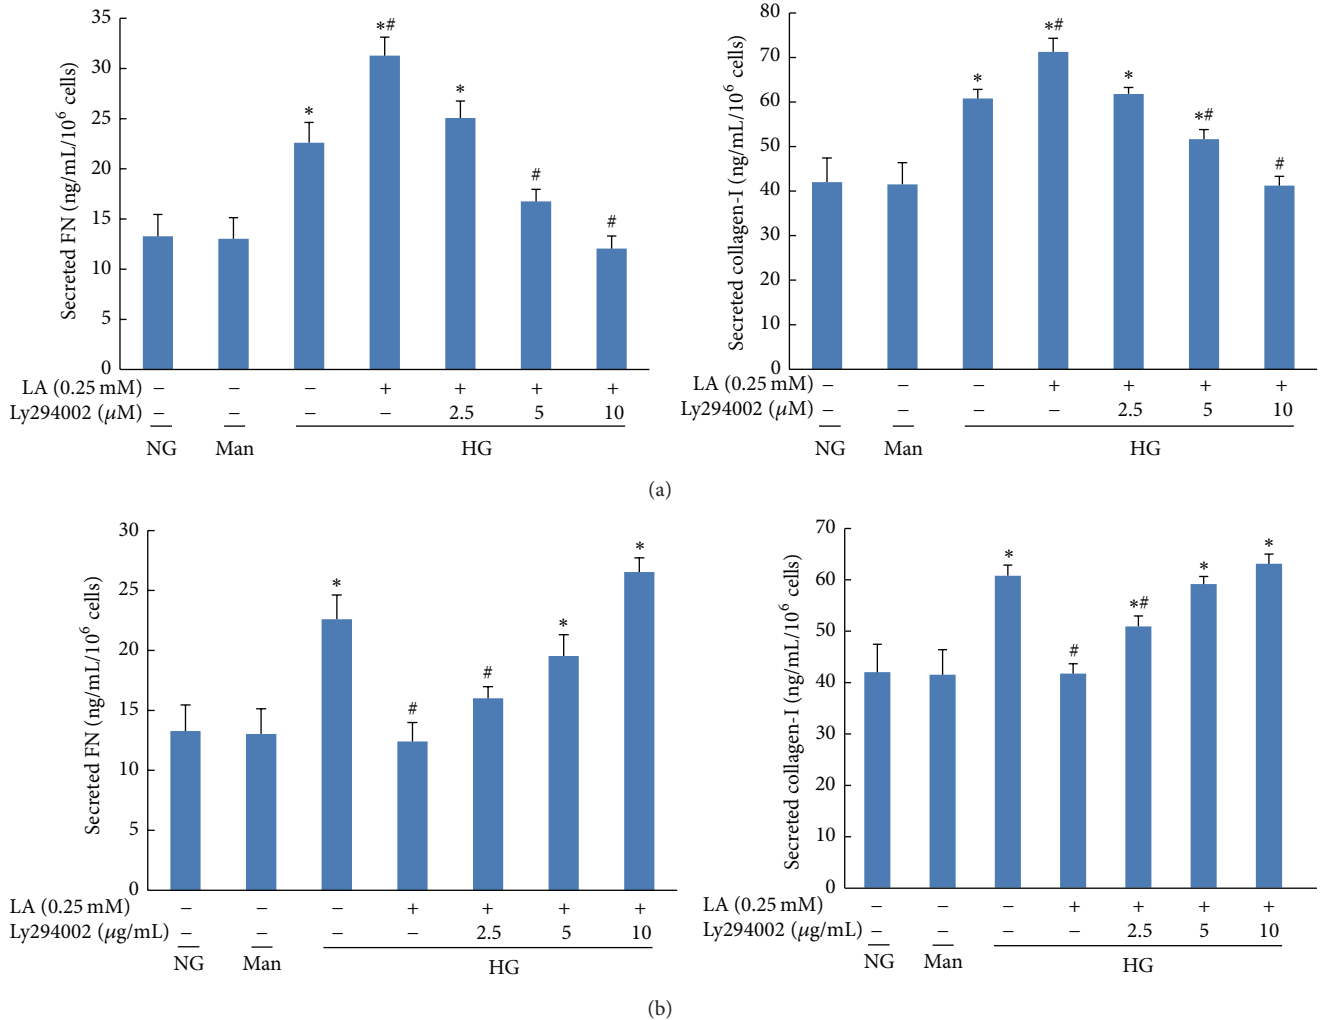 Secreted FN (ng/mL/10⁶ cells)
35
30
25
20
15
10
5
0
* *# * # #
LA (0.25 mM) − − − + + + +
Ly294002 (μM) − − − − 2.5 5 10
NG Man HG
Secreted collagen-I (ng/mL/10⁶ cells)
80
70
60
50
40
30
20
10
0
* *# * *# #
LA (0.25 mM) − − − + + + +
Ly294002 (μM) − − − − 2.5 5 10
NG Man HG
(a)
Secreted FN (ng/mL/10⁶ cells)
30
25
20
15
10
5
0
* # # * *
LA (0.25 mM) − − − + + + +
Ly294002 (μg/mL) − − − − 2.5 5 10
NG Man HG
Secreted collagen-I (ng/mL/10⁶ cells)
70
60
50
40
30
20
10
0
* # *# * *
LA (0.25 mM) − − − + + + +
Ly294002 (μg/mL) − − − − 2.5 5 10
NG Man HG
(b)